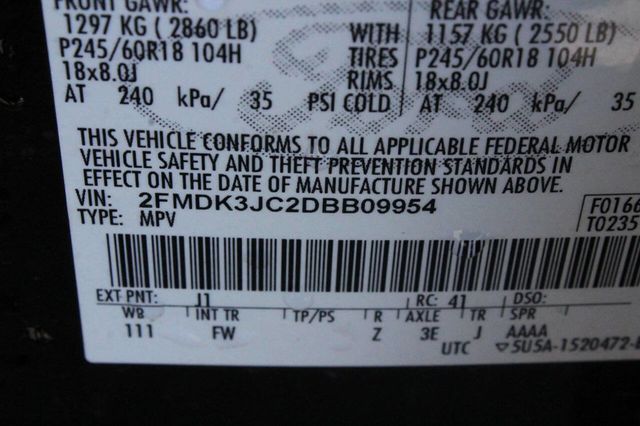 FRONT GAWR: REAR GAWR:
1297 KG ( 2860 LB) WITH 1157 KG ( 2550 LB)
P245/60R18 104H TIRES P245/60R18 104H
18x8.0J RIMS 18x8.0J
AT 240 kPa/ 35 PSI COLD AT 240 kPa/ 35
THIS VEHICLE CONFORMS TO ALL APPLICABLE FEDERAL MOTOR
VEHICLE SAFETY AND THEFT PREVENTION STANDARDS IN
EFFECT ON THE DATE OF MANUFACTURE SHOWN ABOVE.
VIN: 2FMDK3JC2DBB09954 F0166
TYPE: MPV T0235
EXT PNT: J1 RC: 41 DSO:
WB INT TR TP/PS R AXLE TR SPR
111 FW Z 3E J AAAA
UTC 5U5A-1520472-